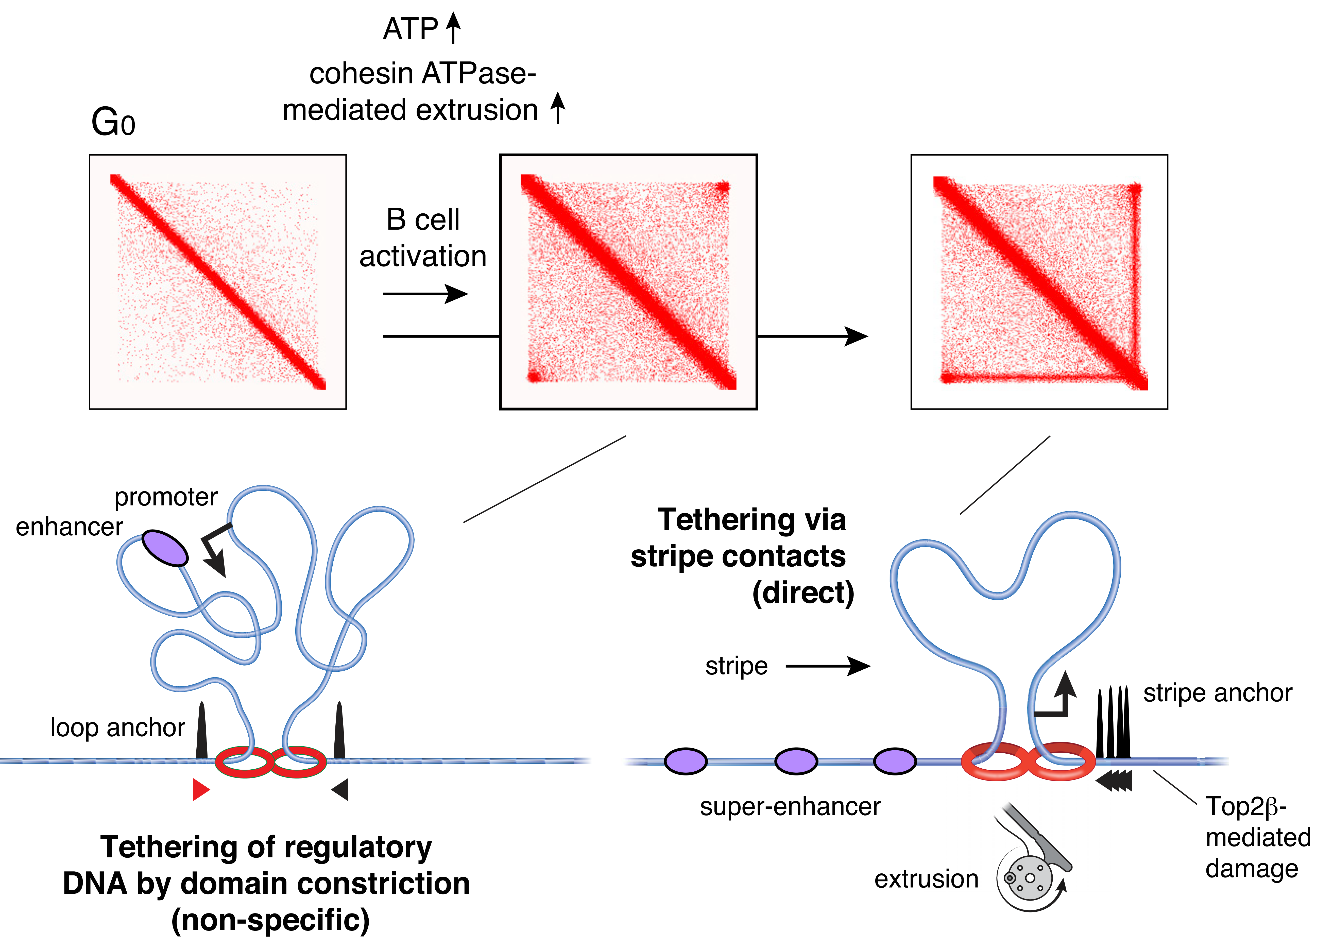 ATP
cohesin ATPase-
mediated extrusion
G0
B cell
activation
promoter
enhancer
loop anchor
Tethering of regulatory
DNA by domain constriction
(non-specific)
Tethering via
stripe contacts
(direct)
stripe
stripe anchor
super-enhancer
extrusion
Top2β-
mediated
damage